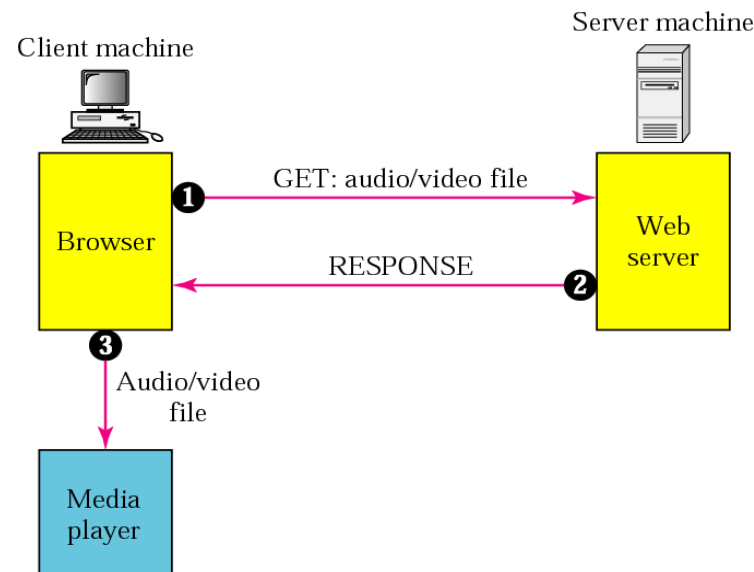 Server machine
Client machine
1
GET: audio/video file
Browser
Web
server
RESPONSE
2
3
Audio/video
file
Media
player